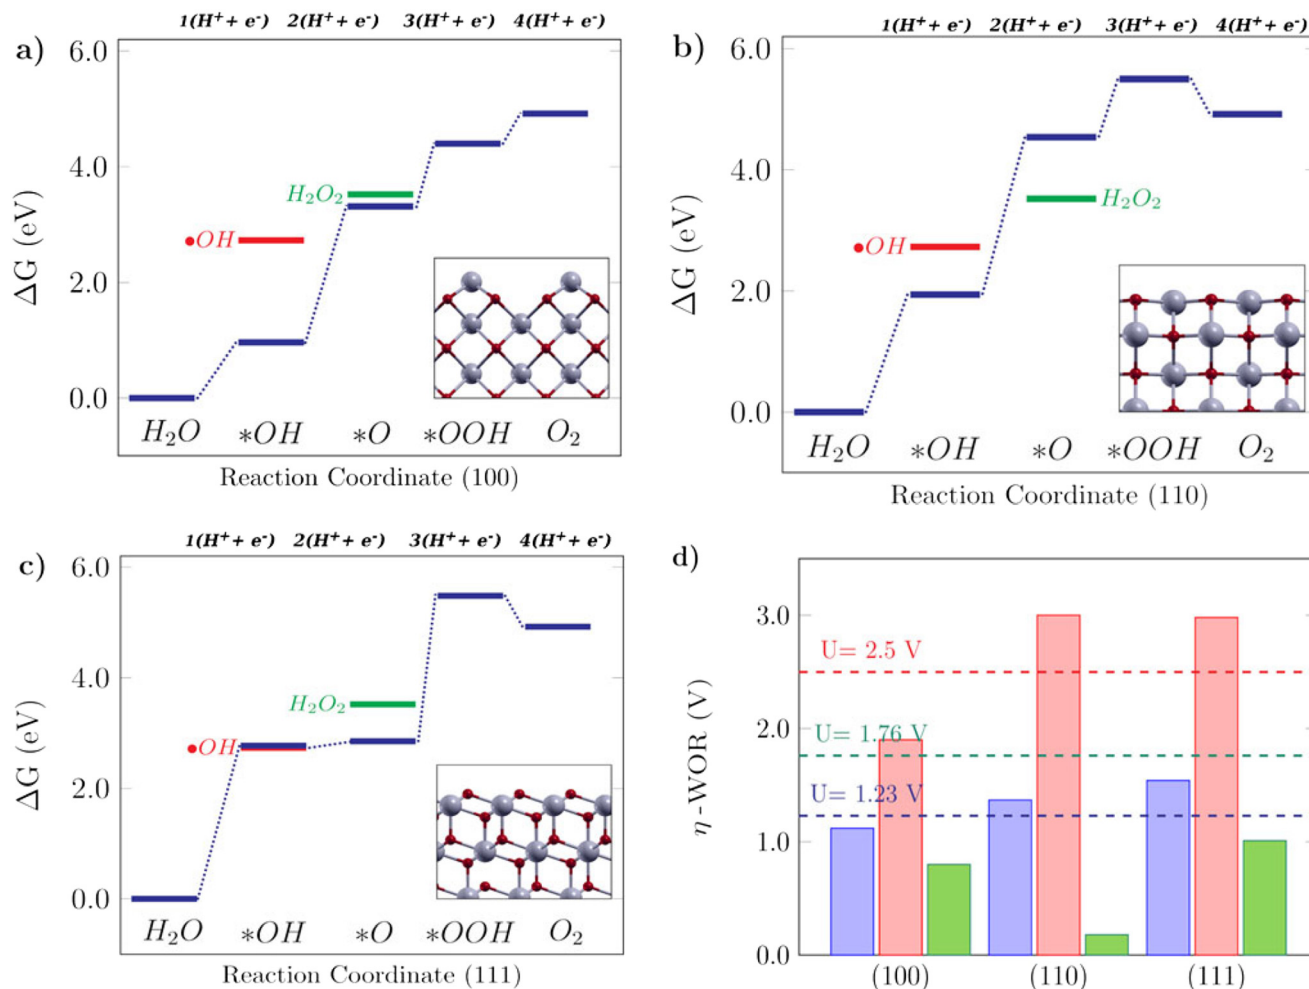 a)
1(H⁺+ e⁻) 2(H⁺+ e⁻) 3(H⁺+ e⁻) 4(H⁺+ e⁻)
6.0
4.0
2.0
0.0
ΔG (eV)
•OH
H₂O₂
H₂O *OH *O *OOH O₂
Reaction Coordinate (100)
b)
1(H⁺+ e⁻) 2(H⁺+ e⁻) 3(H⁺+ e⁻) 4(H⁺+ e⁻)
6.0
4.0
2.0
0.0
ΔG (eV)
H₂O₂
•OH
H₂O *OH *O *OOH O₂
Reaction Coordinate (110)
c)
1(H⁺+ e⁻) 2(H⁺+ e⁻) 3(H⁺+ e⁻) 4(H⁺+ e⁻)
6.0
4.0
2.0
0.0
ΔG (eV)
H₂O₂
•OH
H₂O *OH *O *OOH O₂
Reaction Coordinate (111)
d)
3.0
2.0
1.0
0.0
η -WOR (V)
U= 2.5 V
U= 1.76 V
U= 1.23 V
(100) (110) (111)